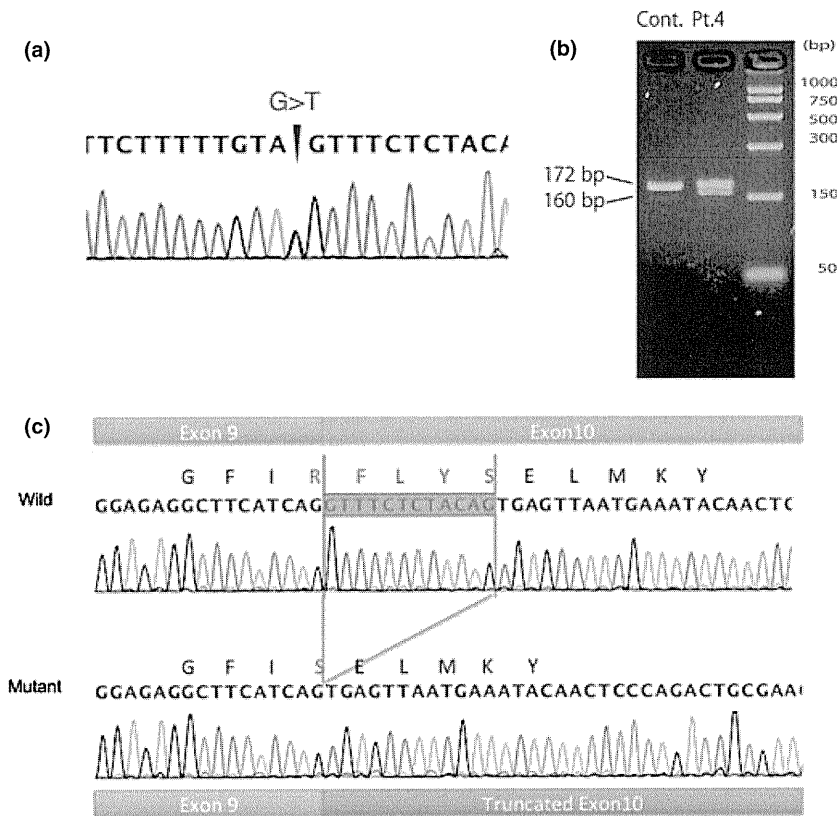 (a)
G>T
TTCTTTTTGTA GTTTCTCTACA
(b)
Cont. Pt.4
(bp)
1000
750
500
300
150
50
172 bp
160 bp
(c)
Exon 9 Exon10
G F I R F L Y S E L M K Y
Wild
GGAGAGGCTTCATCAGGTTTCTCTACAGTGAGTTAATGAAATACAACTC
G F I S E L M K Y
Mutant
GGAGAGGCTTCATCAGTGAGTTAATGAAATACAACTCCCAGACTGCGAA
Exon 9 Truncated Exon10